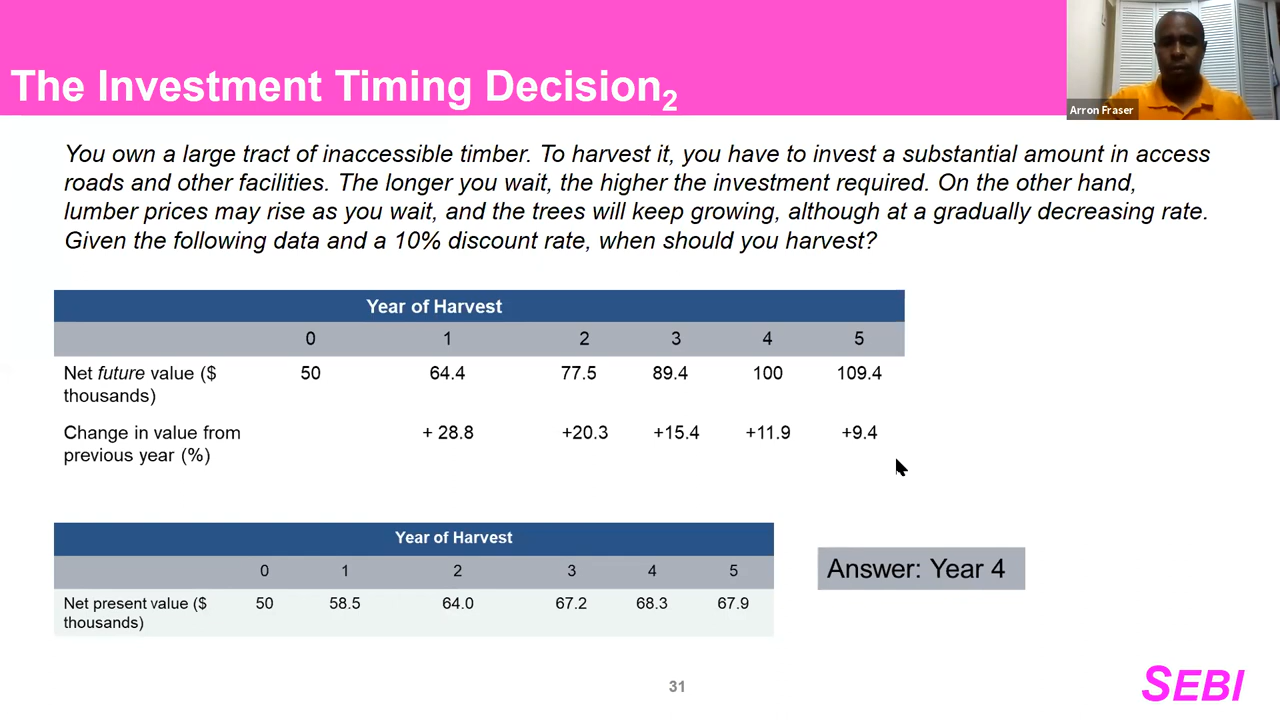 The Investment Timing Decision2
Arron Fraser
You own a large tract of inaccessible timber. To harvest it, you have to invest a substantial amount in access
roads and other facilities. The longer you wait, the higher the investment required. On the other hand,
lumber prices may rise as you wait, and the trees will keep growing, although at a gradually decreasing rate.
Given the following data and a 10% discount rate, when should you harvest?
Year of Harvest
0 1 2 3 4 5
Net future value ($ 50 64.4 77.5 89.4 100 109.4
thousands)
Change in value from + 28.8 +20.3 +15.4 +11.9 +9.4
previous year (%)
Year of Harvest
0 1 2 3 4 5
Net present value ($ 50 58.5 64.0 67.2 68.3 67.9
thousands)
Answer: Year 4
31
SEBI